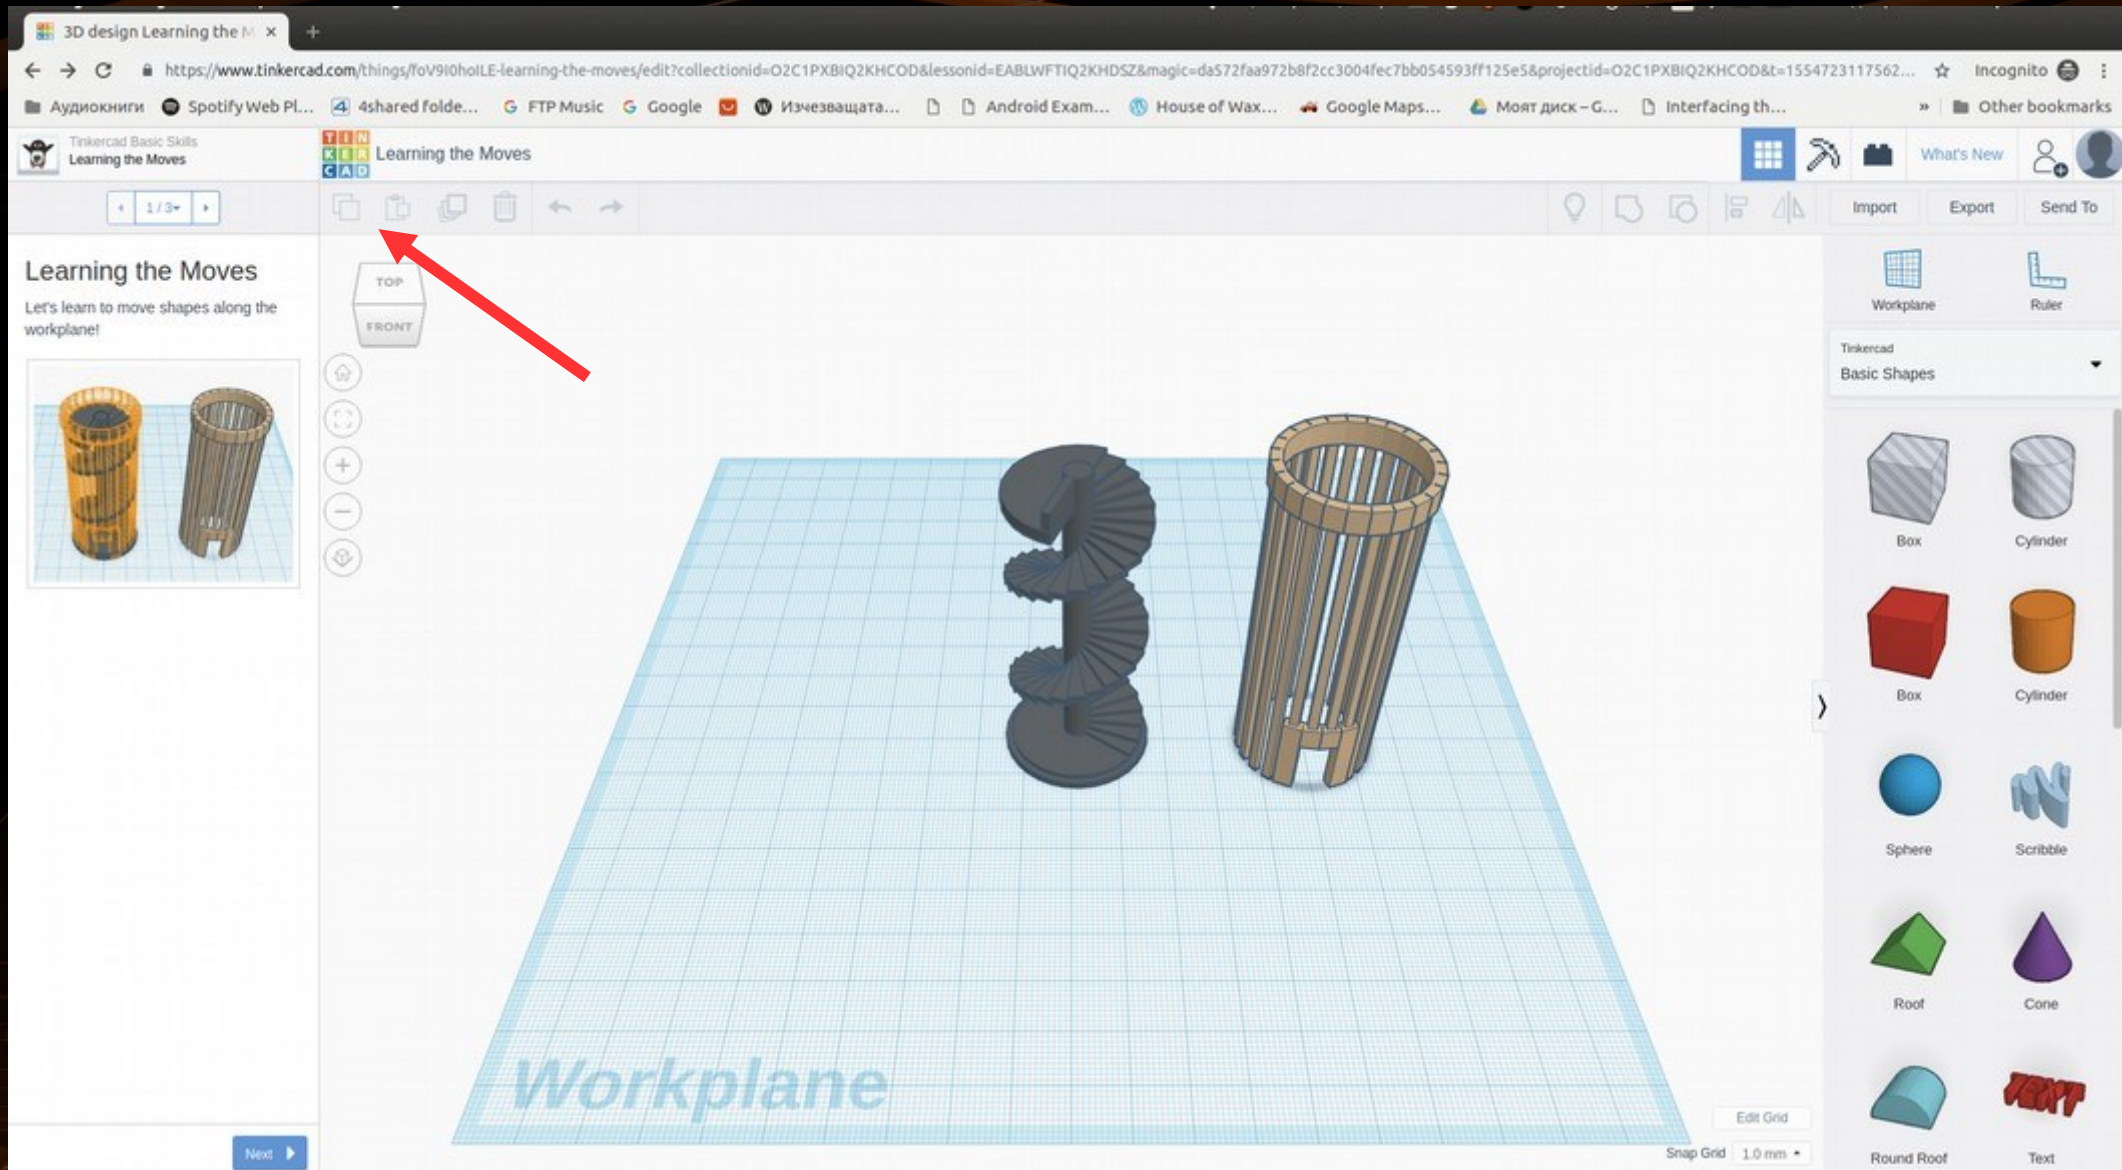 3D design Learning the M
https://www.tinkercad.com/things/foV9I0hoILE-learning-the-moves/edit?collectionid=O2C1PXBIQ2KHCOD&lessonid=EABLWFTIQ2KHDSZ&magic=da572faa972b8f2cc3004fec7bb054593ff125e5&projectid=O2C1PXBIQ2KHCOD&t=1554723117562...
Incognito
Аудиокниги
Spotify Web Pl...
4shared folde...
FTP Music
Google
Изчезващата...
Android Exam...
House of Wax...
Google Maps...
Моят диск – G...
Interfacing th...
»
Other bookmarks
Tinkercad Basic Skills
Learning the Moves
TIN
KER
CAD
Learning the Moves
What's New
1 / 3
Import
Export
Send To
Learning the Moves
Let's learn to move shapes along the
workplane!
TOP
FRONT
Workplane
Ruler
Tinkercad
Basic Shapes
Box
Cylinder
Box
Cylinder
Sphere
Scribble
Roof
Cone
TEXT
Round Roof
Text
Workplane
Edit Grid
Snap Grid
1.0 mm
Next